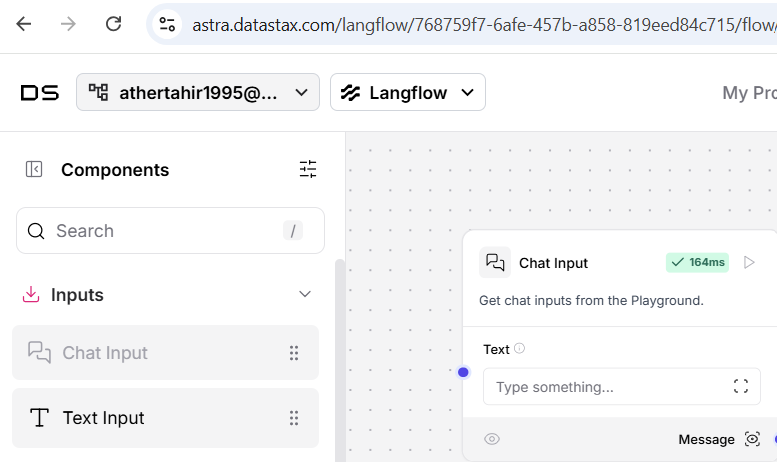 astra.datastax.com/langflow/768759f7-6afe-457b-a858-819eed84c715/flow/
DS
athertahir1995@...
Langflow
My Pro
Components
Search
/
Inputs
Chat Input
Text Input
Chat Input
164ms
Get chat inputs from the Playground.
Text
Type something...
Message